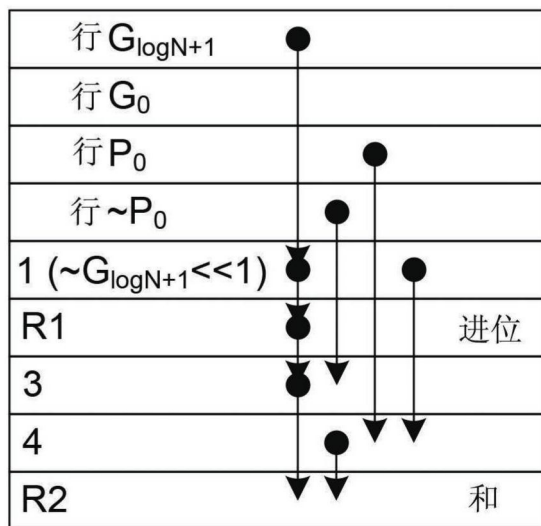 行 G_logN+1
行 G_0
行 P_0
行 ~P_0
1 (~G_logN+1<<1)
R1 进位
3
4
R2 和